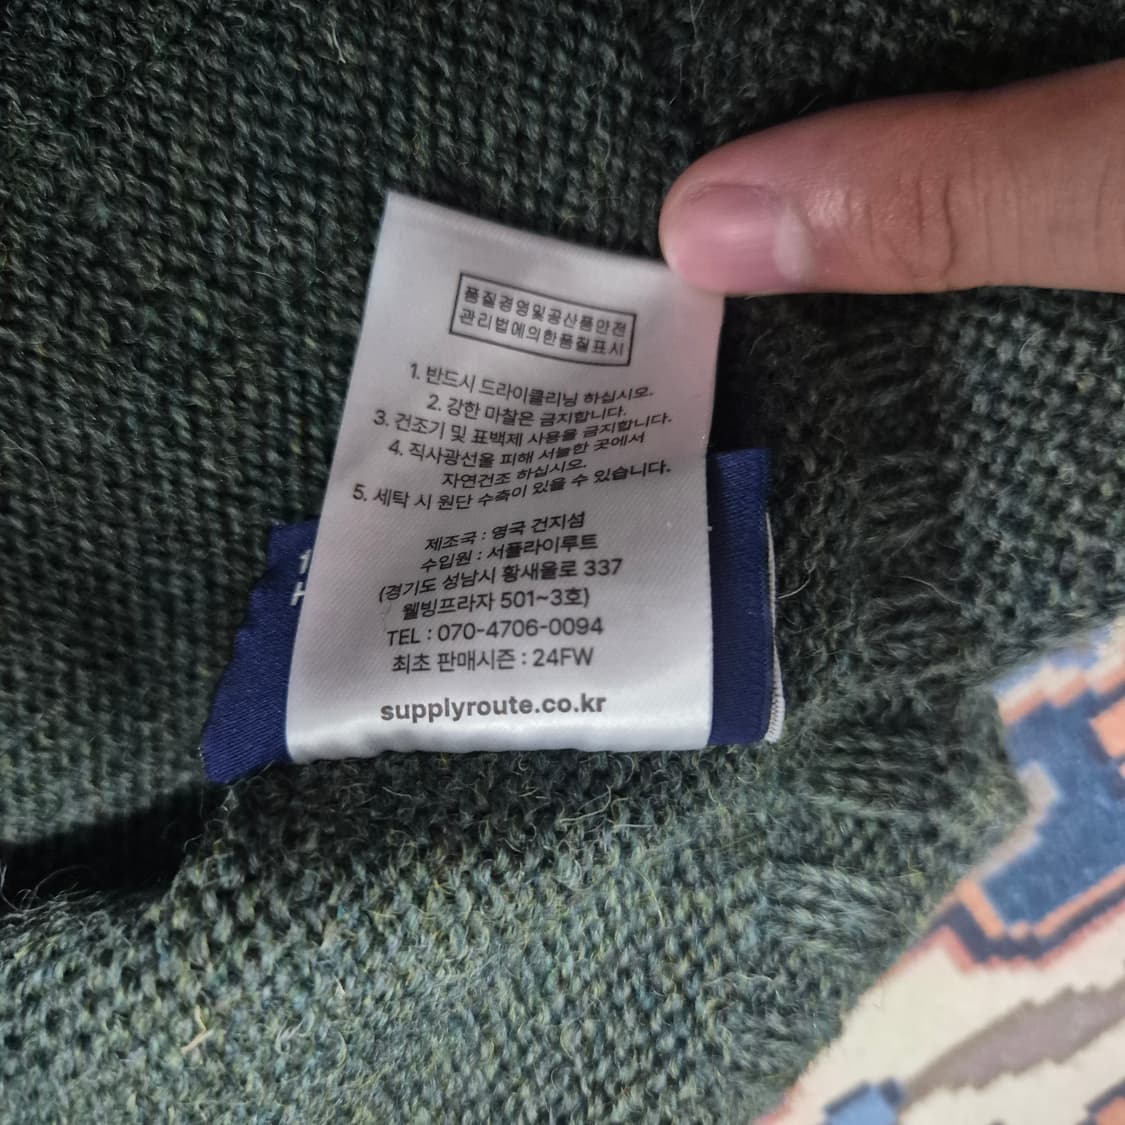 품질경영및공산품안전
관리법에의한품질표시
1. 반드시 드라이클리닝 하십시오.
2. 강한 마찰은 금지합니다.
3. 건조기 및 표백제 사용을 금지합니다.
4. 직사광선을 피해 서늘한 곳에서
자연건조 하십시오.
5. 세탁 시 원단 수축이 있을 수 있습니다.
제조국 : 영국 건지섬
수입원 : 서플라이루트
(경기도 성남시 황새울로 337
웰빙프라자 501~3호)
TEL : 070-4706-0094
최초 판매시즌 : 24FW
supplyroute.co.kr